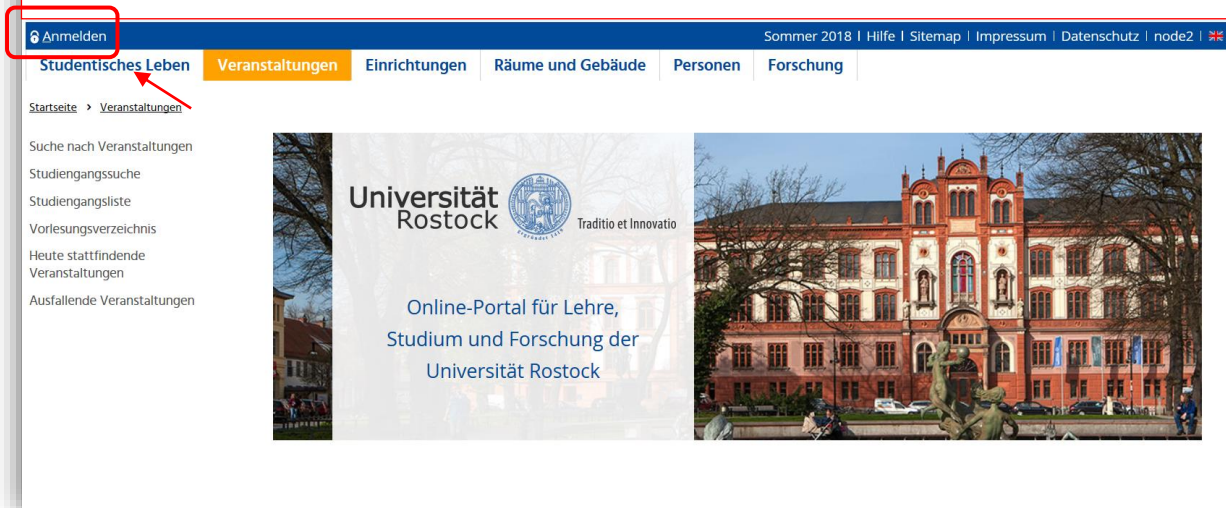 Anmelden
Sommer 2018 | Hilfe | Sitemap | Impressum | Datenschutz | node2 |
Studentisches Leben Veranstaltungen Einrichtungen Räume und Gebäude Personen Forschung
Startseite > Veranstaltungen
Suche nach Veranstaltungen
Studiengangssuche
Studiengangsliste
Vorlesungsverzeichnis
Heute stattfindende
Veranstaltungen
Ausfallende Veranstaltungen
Universität
Rostock
Traditio et Innovatio
Online-Portal für Lehre,
Studium und Forschung der
Universität Rostock